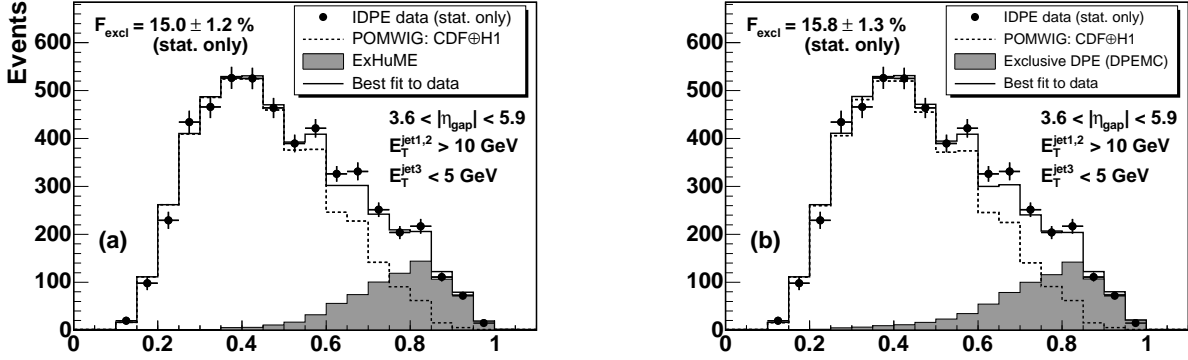 Events
F_excl = 15.0 ± 1.2 %
(stat. only)
IDPE data (stat. only)
POMWIG: CDF⊕H1
ExHuME
Best fit to data
3.6 < |η_gap| < 5.9
E_T^jet1,2 > 10 GeV
E_T^jet3 < 5 GeV
(a)
600
500
400
300
200
100
0
0 0.2 0.4 0.6 0.8 1
F_excl = 15.8 ± 1.3 %
(stat. only)
IDPE data (stat. only)
POMWIG: CDF⊕H1
Exclusive DPE (DPEMC)
Best fit to data
3.6 < |η_gap| < 5.9
E_T^jet1,2 > 10 GeV
E_T^jet3 < 5 GeV
(b)
600
500
400
300
200
100
0
0 0.2 0.4 0.6 0.8 1